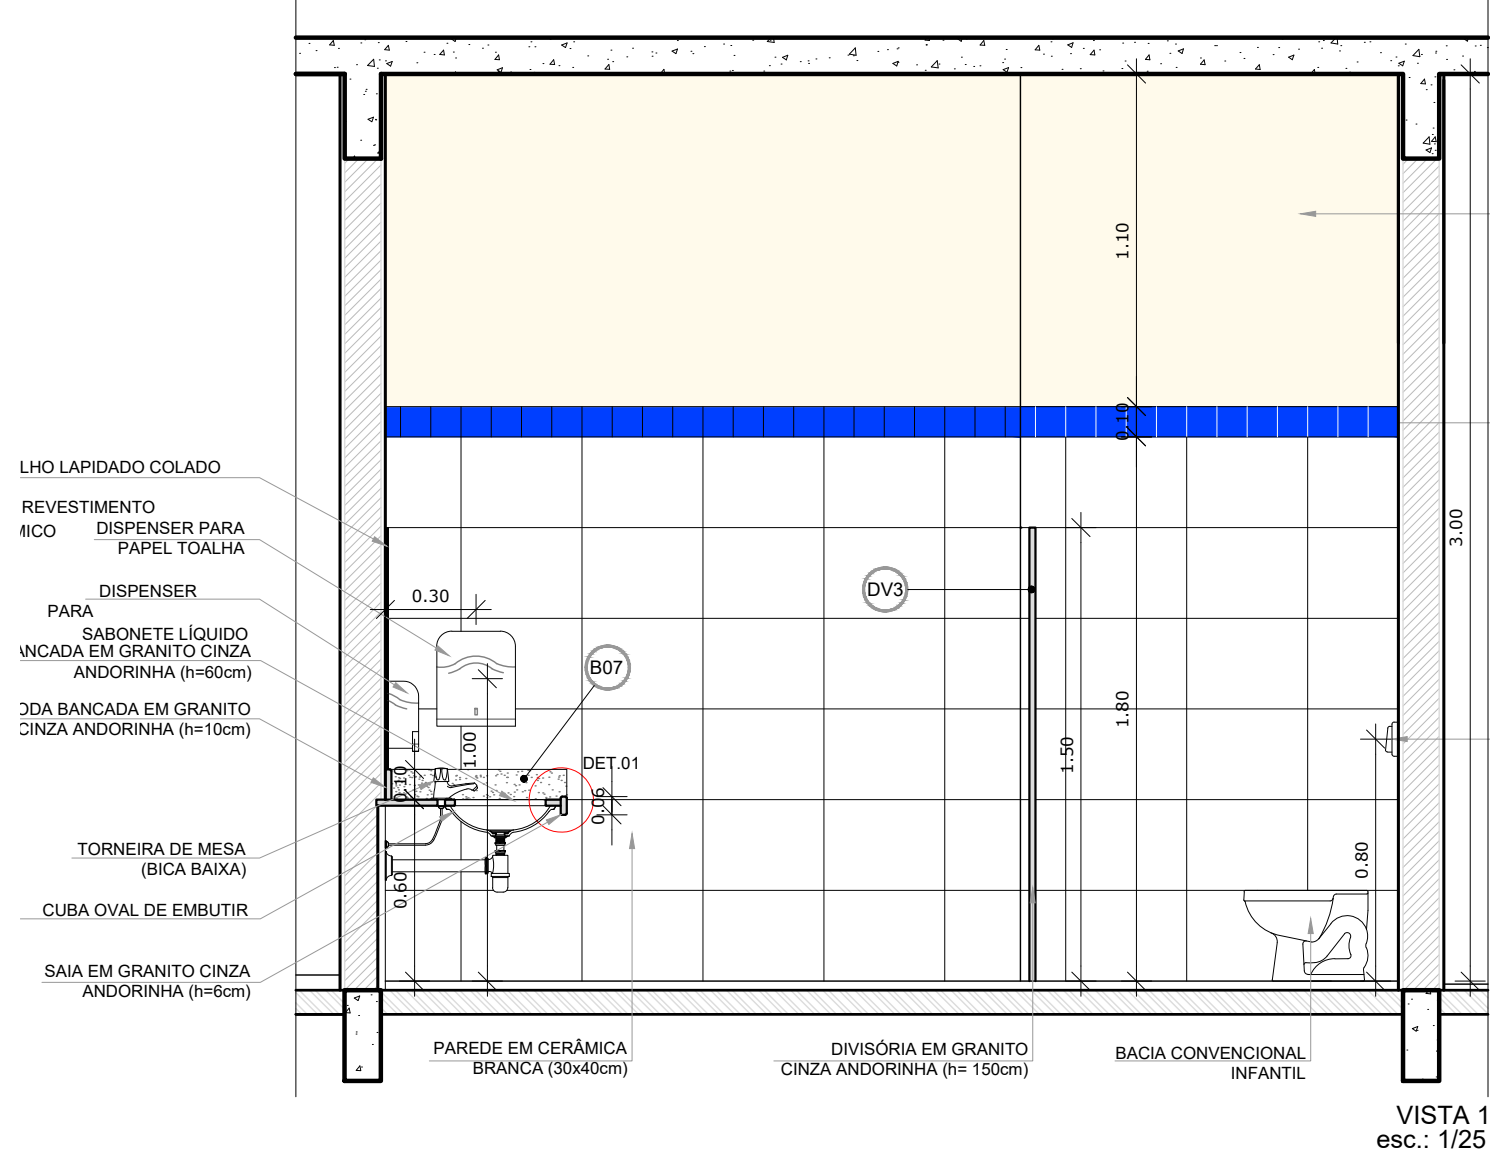 1.10
0.10
LHO LAPIDADO COLADO
REVESTIMENTO
MICO
DISPENSER PARA
PAPEL TOALHA
3.00
DISPENSER
PARA
SABONETE LÍQUIDO
0.30
DV3
ANCADA EM GRANITO CINZA
ANDORINHA (h=60cm)
B07
ODA BANCADA EM GRANITO
CINZA ANDORINHA (h=10cm)
1.80
1.00
1.50
DET.01
0.10
0.06
TORNEIRA DE MESA
(BICA BAIXA)
0.80
0.60
CUBA OVAL DE EMBUTIR
SAIA EM GRANITO CINZA
ANDORINHA (h=6cm)
PAREDE EM CERÂMICA
BRANCA (30x40cm)
DIVISÓRIA EM GRANITO
CINZA ANDORINHA (h= 150cm)
BACIA CONVENCIONAL
INFANTIL
VISTA 1
esc.: 1/25